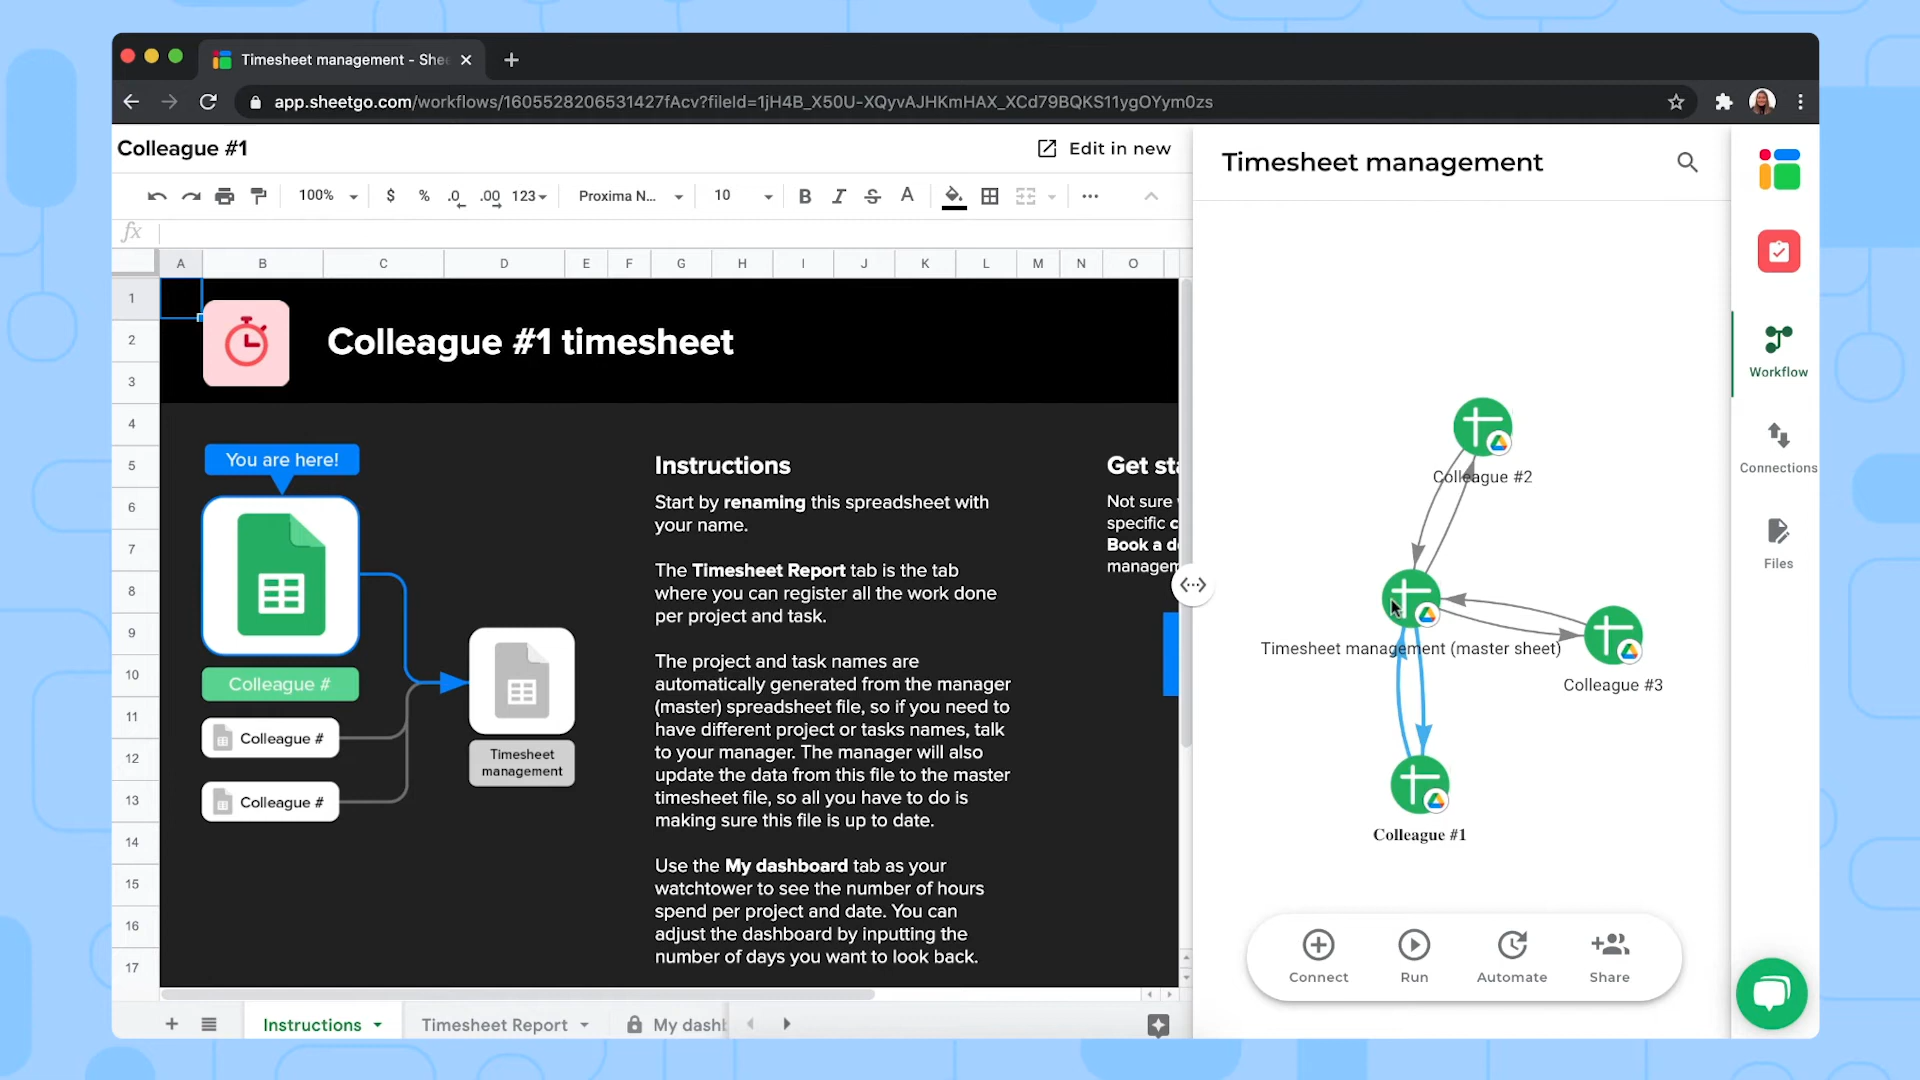 Timesheet management - Shee
app.sheetgo.com/workflows/1605528206531427fAcv?fileId=1jH4B_X50U-XQyvAJHKmHAX_XCd79BQKS11ygOYym0zs
Colleague #1
Edit in new
100%
$
%
.0
.00
123
Proxima N...
10
B
I
S
A
fx
A B C D E F G H I J K L M N O
1
2
3
4
5
6
7
8
9
10
11
12
13
14
15
16
17
Colleague #1 timesheet
You are here!
Colleague #
Colleague #
Colleague #
Timesheet
management
Instructions
Start by renaming this spreadsheet with
your name.
The Timesheet Report tab is the tab
where you can register all the work done
per project and task.
The project and task names are
automatically generated from the manager
(master) spreadsheet file, so if you need to
have different project or tasks names, talk
to your manager. The manager will also
update the data from this file to the master
timesheet file, so all you have to do is
making sure this file is up to date.
Use the My dashboard tab as your
watchtower to see the number of hours
spend per project and date. You can
adjust the dashboard by inputting the
number of days you want to look back.
Get sta
Not sure
specific c
Book a de
managem
Instructions
Timesheet Report
My dashb
Timesheet management
Colleague #2
Timesheet management (master sheet)
Colleague #3
Colleague #1
Connect
Run
Automate
Share
Workflow
Connections
Files